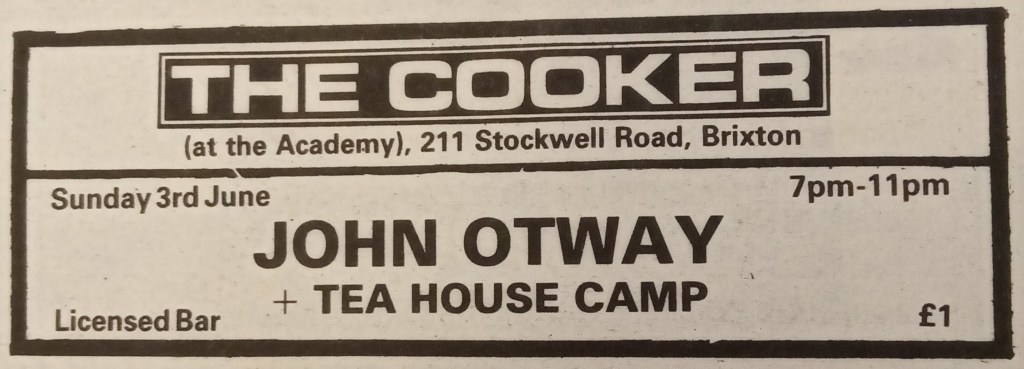 THE COOKER
(at the Academy), 211 Stockwell Road, Brixton
Sunday 3rd June
7pm-11pm
JOHN OTWAY
+ TEA HOUSE CAMP
Licensed Bar
£1